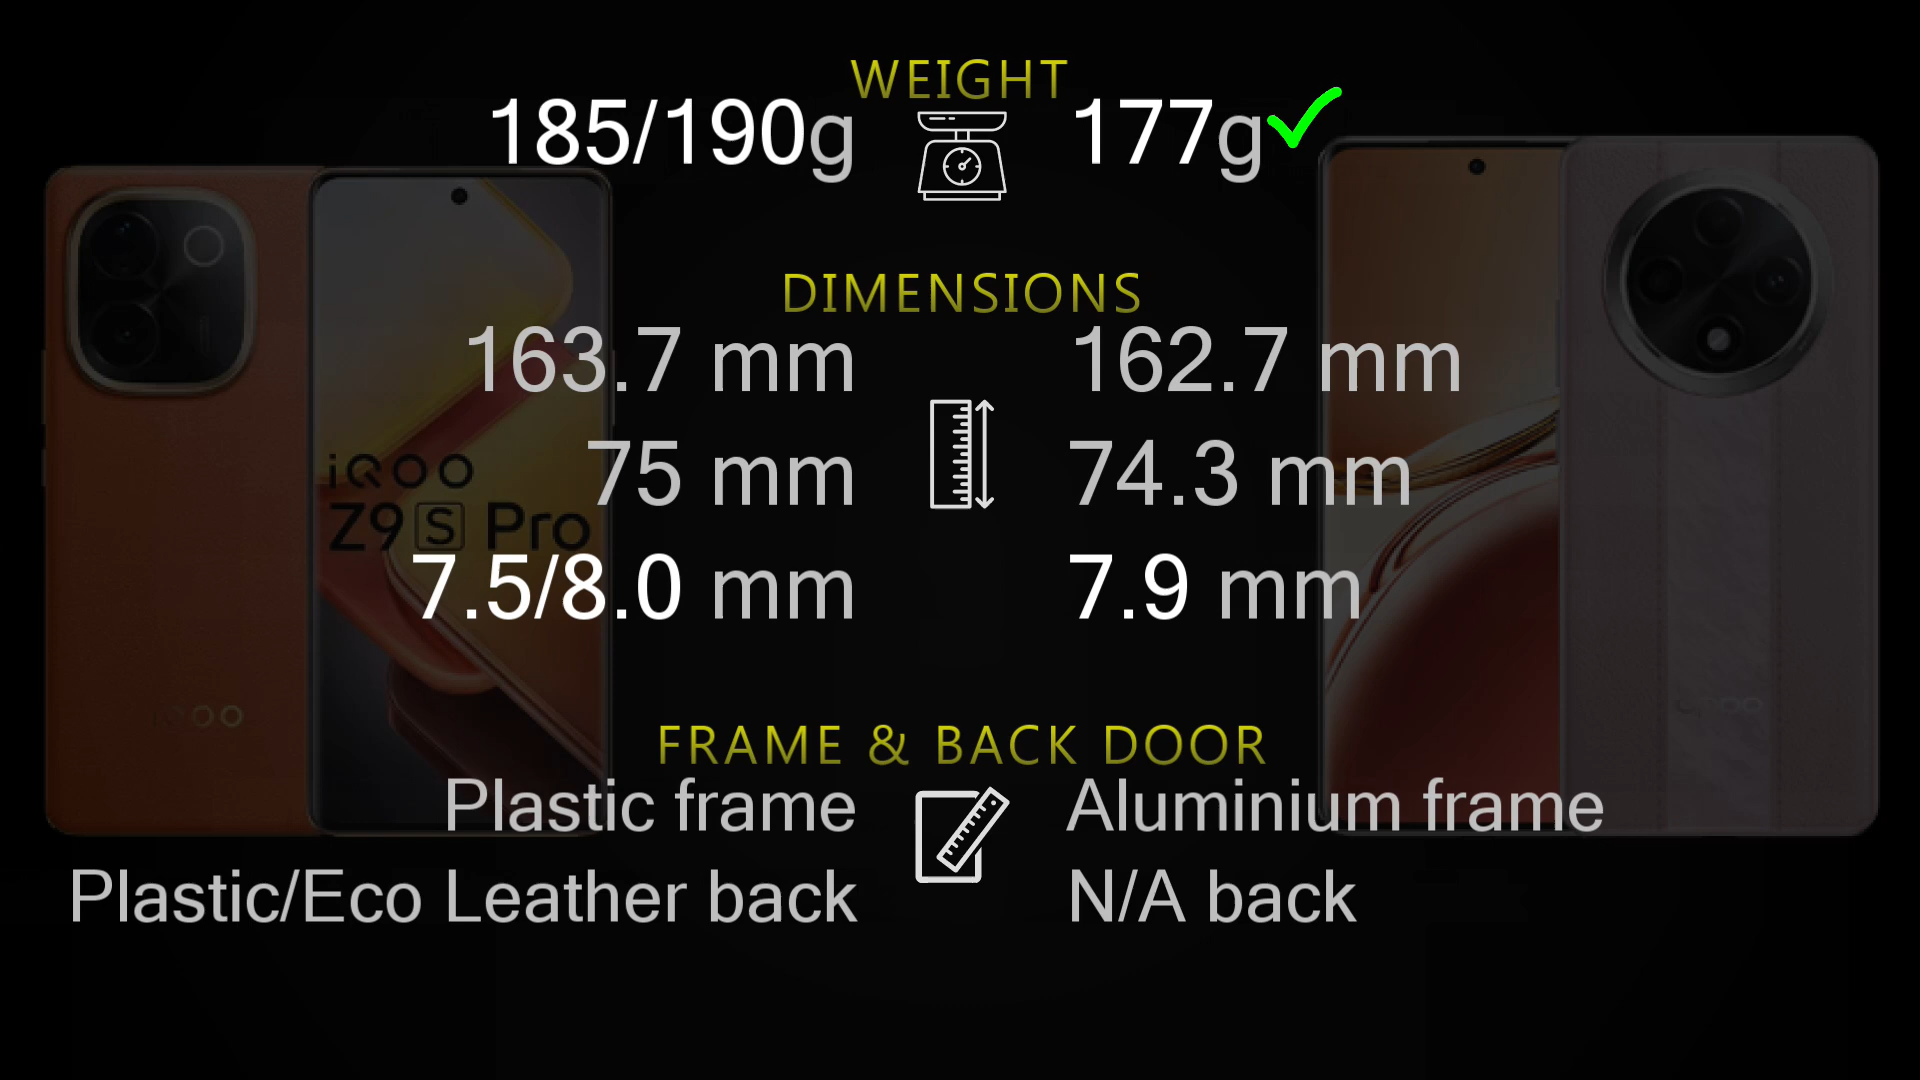 WEIGHT
185/190g
177g
DIMENSIONS
163.7 mm
162.7 mm
75 mm
74.3 mm
iQOO
Z9 S Pro
7.5/8.0 mm
7.9 mm
FRAME & BACK DOOR
Plastic frame
Aluminium frame
Plastic/Eco Leather back
N/A back